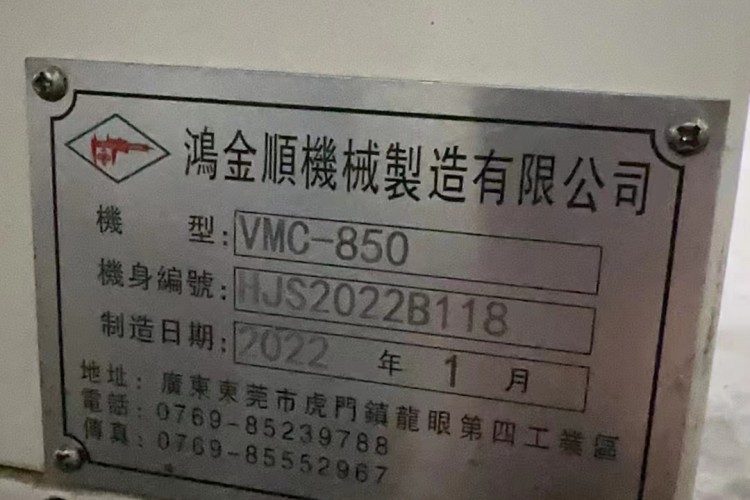 鴻金順機械製造有限公司
機 型: VMC-850
機身編號: HJS2022B118
制造日期: 2022 年 1 月
地址: 廣東東莞市虎門鎮龍眼第四工業區
電話: 0769-85239788
傳真: 0769-85552967